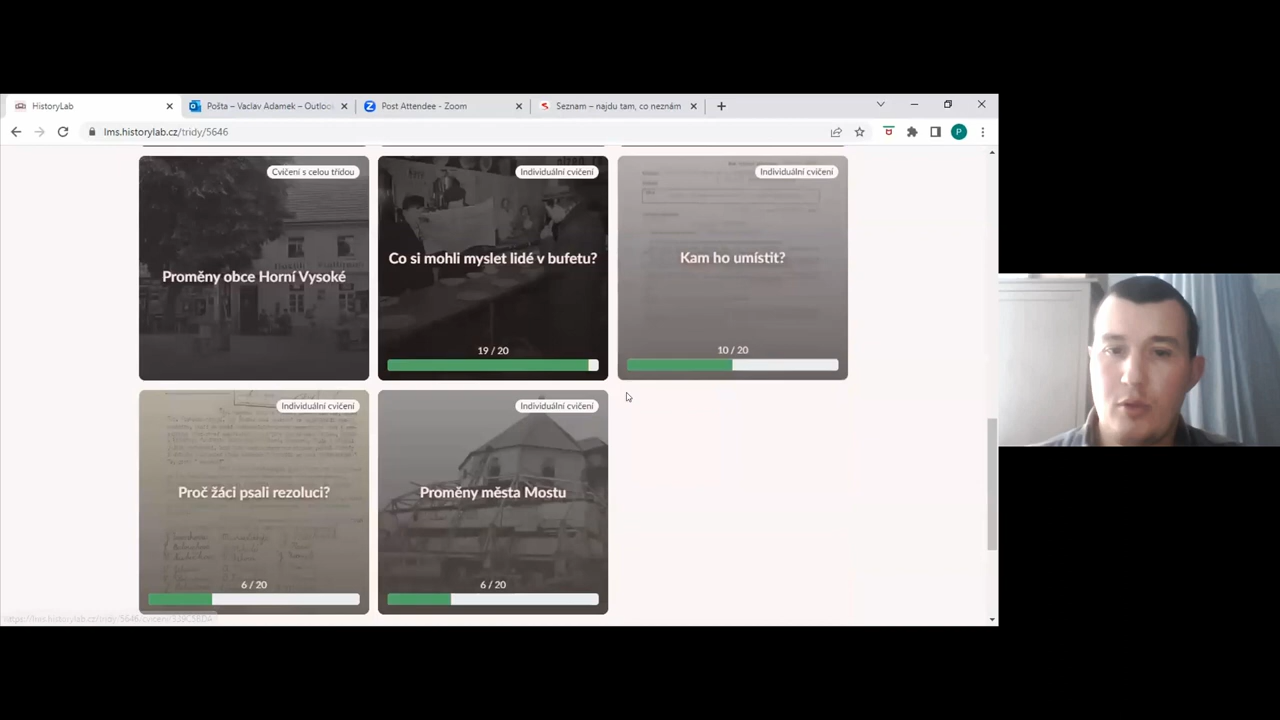 HistoryLab
Pošta – Vaclav Adamek – Outloo
Post Attendee - Zoom
Seznam – najdu tam, co neznám
lms.historylab.cz/tridy/5646
P
Cvičení s celou třídou
Proměny obce Horní Vysoké
Individuální cvičení
Co si mohli myslet lidé v bufetu?
19 / 20
Individuální cvičení
Kam ho umístit?
10 / 20
Individuální cvičení
Proč žáci psali rezoluci?
6 / 20
Individuální cvičení
Proměny města Mostu
6 / 20